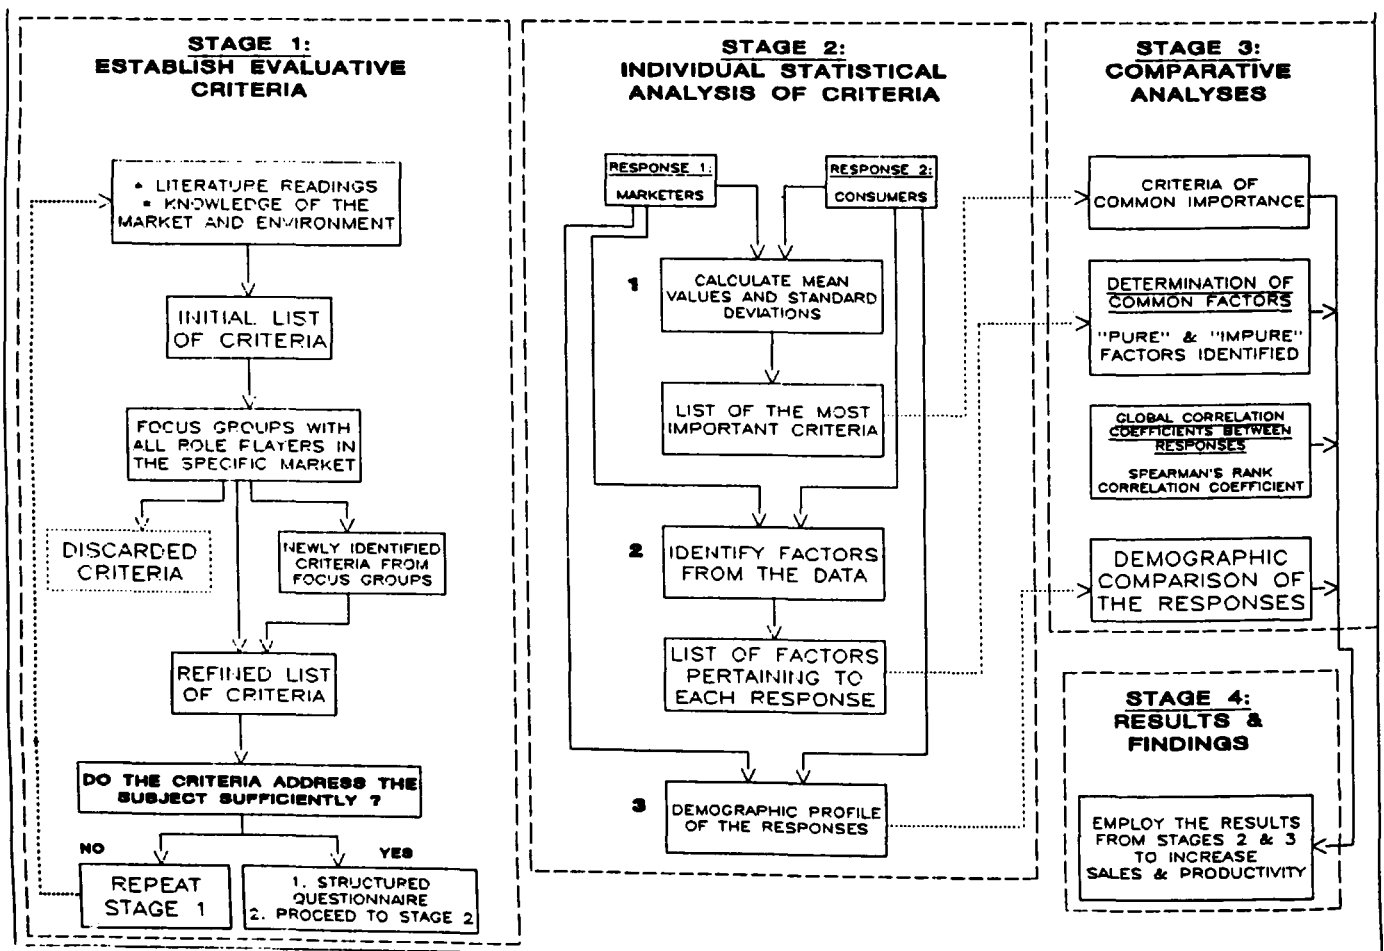 STAGE 1:
ESTABLISH EVALUATIVE
CRITERIA
* LITERATURE READINGS
* KNOWLEDGE OF THE
MARKET AND ENVIRONMENT
INITIAL LIST
OF CRITERIA
FOCUS GROUPS WITH
ALL ROLE PLAYERS IN
THE SPECIFIC MARKET
DISCARDED
CRITERIA
NEWLY IDENTIFIED
CRITERIA FROM
FOCUS GROUPS
REFINED LIST
OF CRITERIA
DO THE CRITERIA ADDRESS THE
SUBJECT SUFFICIENTLY ?
NO
YES
REPEAT
STAGE 1
1. STRUCTURED
QUESTIONNAIRE
2. PROCEED TO STAGE 2
STAGE 2:
INDIVIDUAL STATISTICAL
ANALYSIS OF CRITERIA
RESPONSE 1:
MARKETERS
RESPONSE 2:
CONSUMERS
1
CALCULATE MEAN
VALUES AND STANDARD
DEVIATIONS
LIST OF THE MOST
IMPORTANT CRITERIA
2
IDENTIFY FACTORS
FROM THE DATA
LIST OF FACTORS
PERTAINING TO
EACH RESPONSE
3
DEMOGRAPHIC PROFILE
OF THE RESPONSES
STAGE 3:
COMPARATIVE
ANALYSES
CRITERIA OF
COMMON IMPORTANCE
DETERMINATION OF
COMMON FACTORS
"PURE" & "IMPURE"
FACTORS IDENTIFIED
GLOBAL CORRELATION
COEFFICIENTS BETWEEN
RESPONSES
SPEARMAN'S RANK
CORRELATION COEFFICIENT
DEMOGRAPHIC
COMPARISON OF
THE RESPONSES
STAGE 4:
RESULTS &
FINDINGS
EMPLOY THE RESULTS
FROM STAGES 2 & 3
TO INCREASE
SALES & PRODUCTIVITY